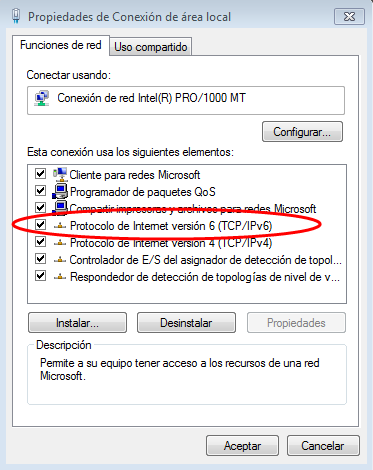 Propiedades de Conexión de área local
Funciones de red
Uso compartido
Conectar usando:
Conexión de red Intel(R) PRO/1000 MT
Configurar...
Esta conexión usa los siguientes elementos:
Cliente para redes Microsoft
Programador de paquetes QoS
Compartir impresoras y archivos para redes Microsoft
Protocolo de Internet versión 6 (TCP/IPv6)
Protocolo de Internet versión 4 (TCP/IPv4)
Controlador de E/S del asignador de detección de topol...
Respondedor de detección de topologías de nivel de v...
Instalar...
Desinstalar
Propiedades
Descripción
Permite a su equipo tener acceso a los recursos de una red
Microsoft.
Aceptar
Cancelar